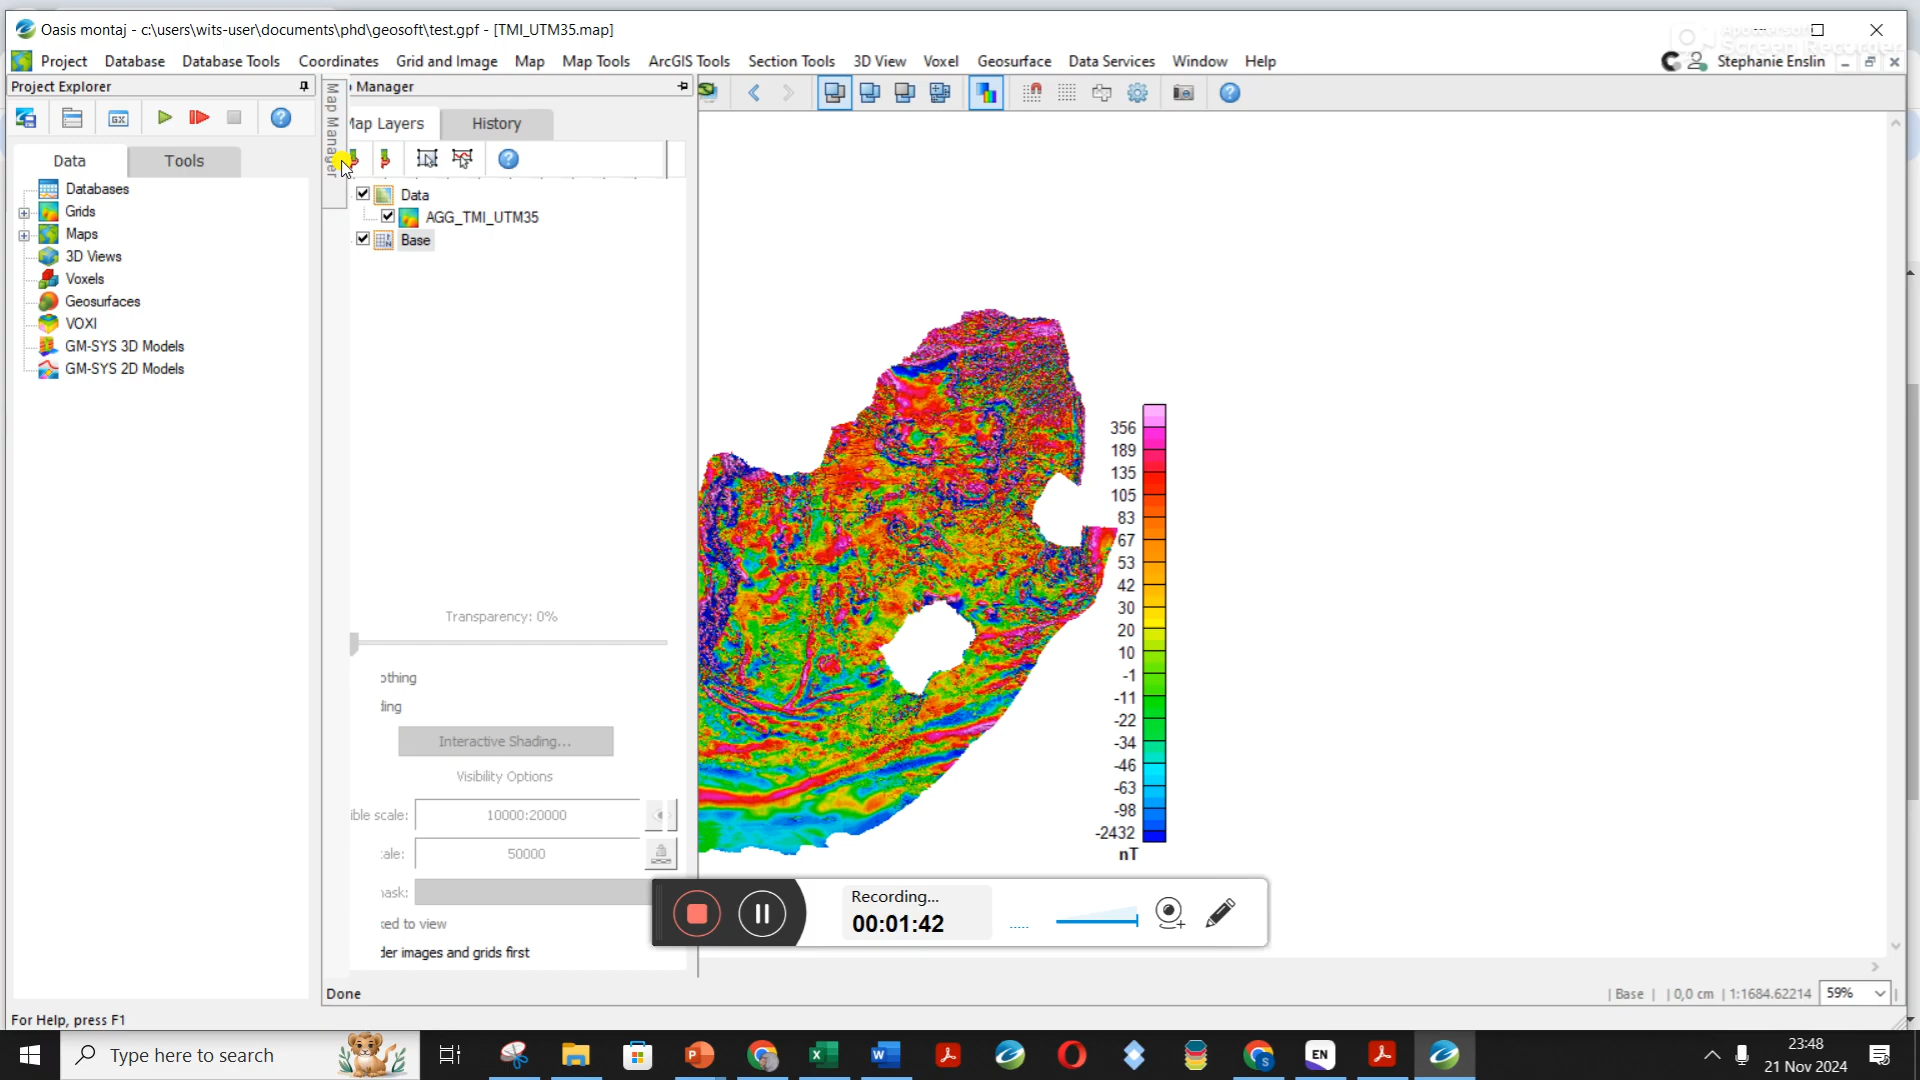 Oasis montaj - c:\users\wits-user\documents\phd\geosoft\test.gpf - [TMI_UTM35.map]
Project Database Database Tools Coordinates Grid and Image Map Map Tools ArcGIS Tools Section Tools 3D View Voxel Geosurface Data Services Window Help Stephanie Enslin
Project Explorer
Map Manager
Manager
Map Layers History
Data Tools
Databases
Grids
Maps
3D Views
Voxels
Geosurfaces
VOXI
GM-SYS 3D Models
GM-SYS 2D Models
Data
AGG_TMI_UTM35
Base
Transparency: 0%
othing
ding
Interactive Shading...
Visibility Options
ible scale: 10000:20000
cale: 50000
mask:
ked to view
der images and grids first
356
189
135
105
83
67
53
42
30
20
10
-1
-11
-22
-34
-46
-63
-98
-2432
nT
Recording...
00:01:42
Done
| Base | | 0,0 cm | 1:1684.62214 59%
For Help, press F1
Type here to search
EN
23:48
21 Nov 2024